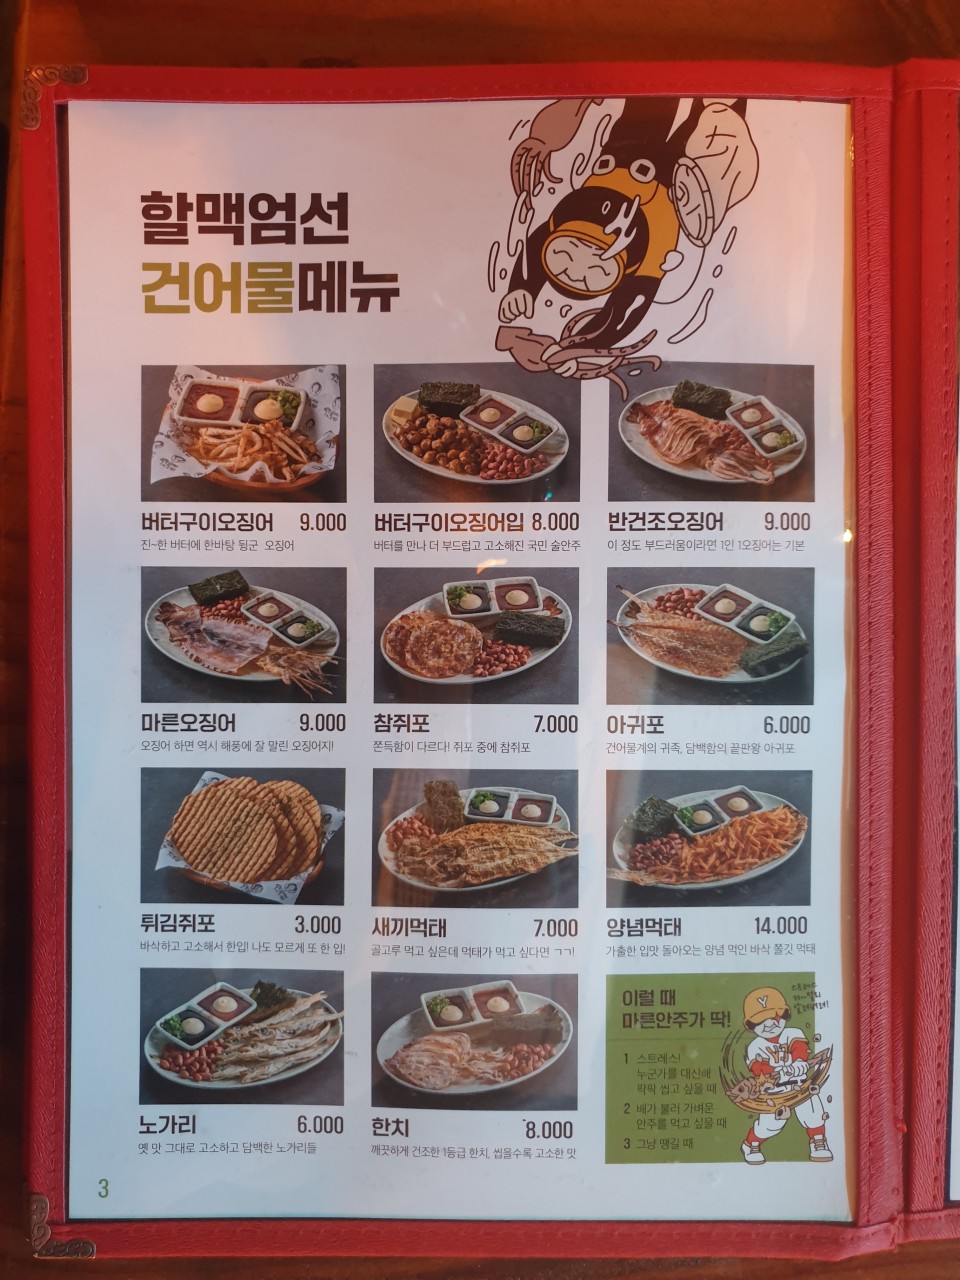 할맥엄선
건어물메뉴
버터구이오징어 9.000
진~한 버터에 한바탕 뒹군 오징어
버터구이오징어입 8.000
버터를 만나 더 부드럽고 고소해진 국민 술안주
반건조오징어 9.000
이 정도 부드러움이라면 1인 1오징어는 기본
마른오징어 9.000
오징어 하면 역시 해풍에 잘 말린 오징어지!
참쥐포 7.000
쫀득함이 다르다! 쥐포 중에 참쥐포
아귀포 6.000
건어물계의 귀족, 담백함의 끝판왕 아귀포
튀김쥐포 3.000
바삭하고 고소해서 한입! 나도 모르게 또 한 입!
새끼먹태 7.000
골고루 먹고 싶은데 먹태가 먹고 싶다면 ㄱㄱ!
양념먹태 14.000
가출한 입맛 돌아오는 양념 먹인 바삭 쫄깃 먹태
노가리 6.000
옛 맛 그대로 고소하고 담백한 노가리들
한치 8.000
깨끗하게 건조한 1등급 한치, 씹을수록 고소한 맛
이럴 때
마른안주가 딱!
1 스트레스!
누군가를 대신해
팍팍 씹고 싶을 때
2 배가 불러 가벼운
안주를 먹고 싶을 때
3 그냥 땡길 때
스트레스
Y
3